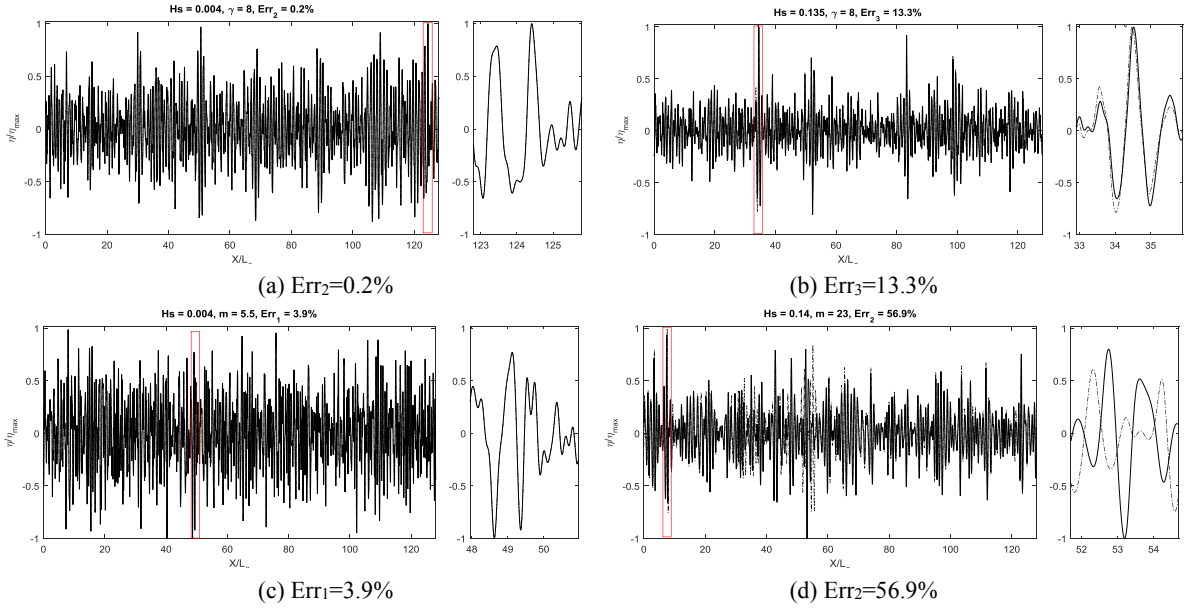 Hs = 0.004, γ = 8, Err2 = 0.2%
1
0.5
0
-0.5
-1
η/ηmax
0 20 40 60 80 100 120
X/L
1
0.5
0
-0.5
-1
123 124 125
(a) Err2=0.2%
Hs = 0.135, γ = 8, Err3 = 13.3%
1
0.5
0
-0.5
-1
η/ηmax
0 20 40 60 80 100 120
X/L
1
0.5
0
-0.5
-1
33 34 35
(b) Err3=13.3%
Hs = 0.004, m = 5.5, Err1 = 3.9%
1
0.5
0
-0.5
-1
η/ηmax
0 20 40 60 80 100 120
X/L
1
0.5
0
-0.5
-1
48 49 50
(c) Err1=3.9%
Hs = 0.14, m = 23, Err2 = 56.9%
1
0.5
0
-0.5
-1
η/ηmax
0 20 40 60 80 100 120
X/L
1
0.5
0
-0.5
-1
52 53 54
(d) Err2=56.9%